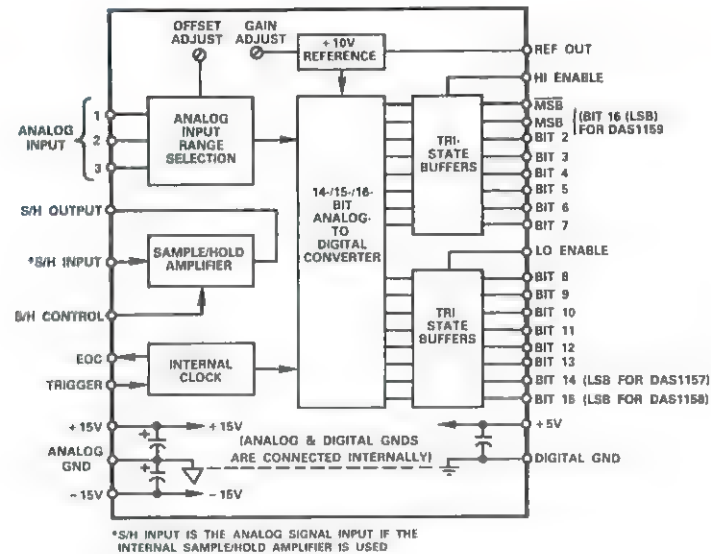 OFFSET ADJUST
GAIN ADJUST
+10V REFERENCE
REF OUT
HI ENABLE
MSB
MSB
BIT 2
(BIT 16 (LSB) FOR DAS1159
BIT 3
BIT 4
BIT 5
BIT 6
BIT 7
TRI-STATE BUFFERS
ANALOG INPUT
1
2
3
ANALOG INPUT RANGE SELECTION
14-/15-/16-BIT ANALOG-TO DIGITAL CONVERTER
S/H OUTPUT
*S/H INPUT
SAMPLE/HOLD AMPLIFIER
S/H CONTROL
LO ENABLE
BIT 8
BIT 9
BIT 10
BIT 11
BIT 12
BIT 13
BIT 14 (LSB FOR DAS1157)
BIT 15 (LSB FOR DAS1158)
TRI STATE BUFFERS
EOC
TRIGGER
INTERNAL CLOCK
+15V
+
+15V
ANALOG GND
+
-15V
-15V
(ANALOG & DIGITAL GNDS
ARE CONNECTED INTERNALLY)
+5V
DIGITAL GND
*S/H INPUT IS THE ANALOG SIGNAL INPUT IF THE
INTERNAL SAMPLE/HOLD AMPLIFIER IS USED